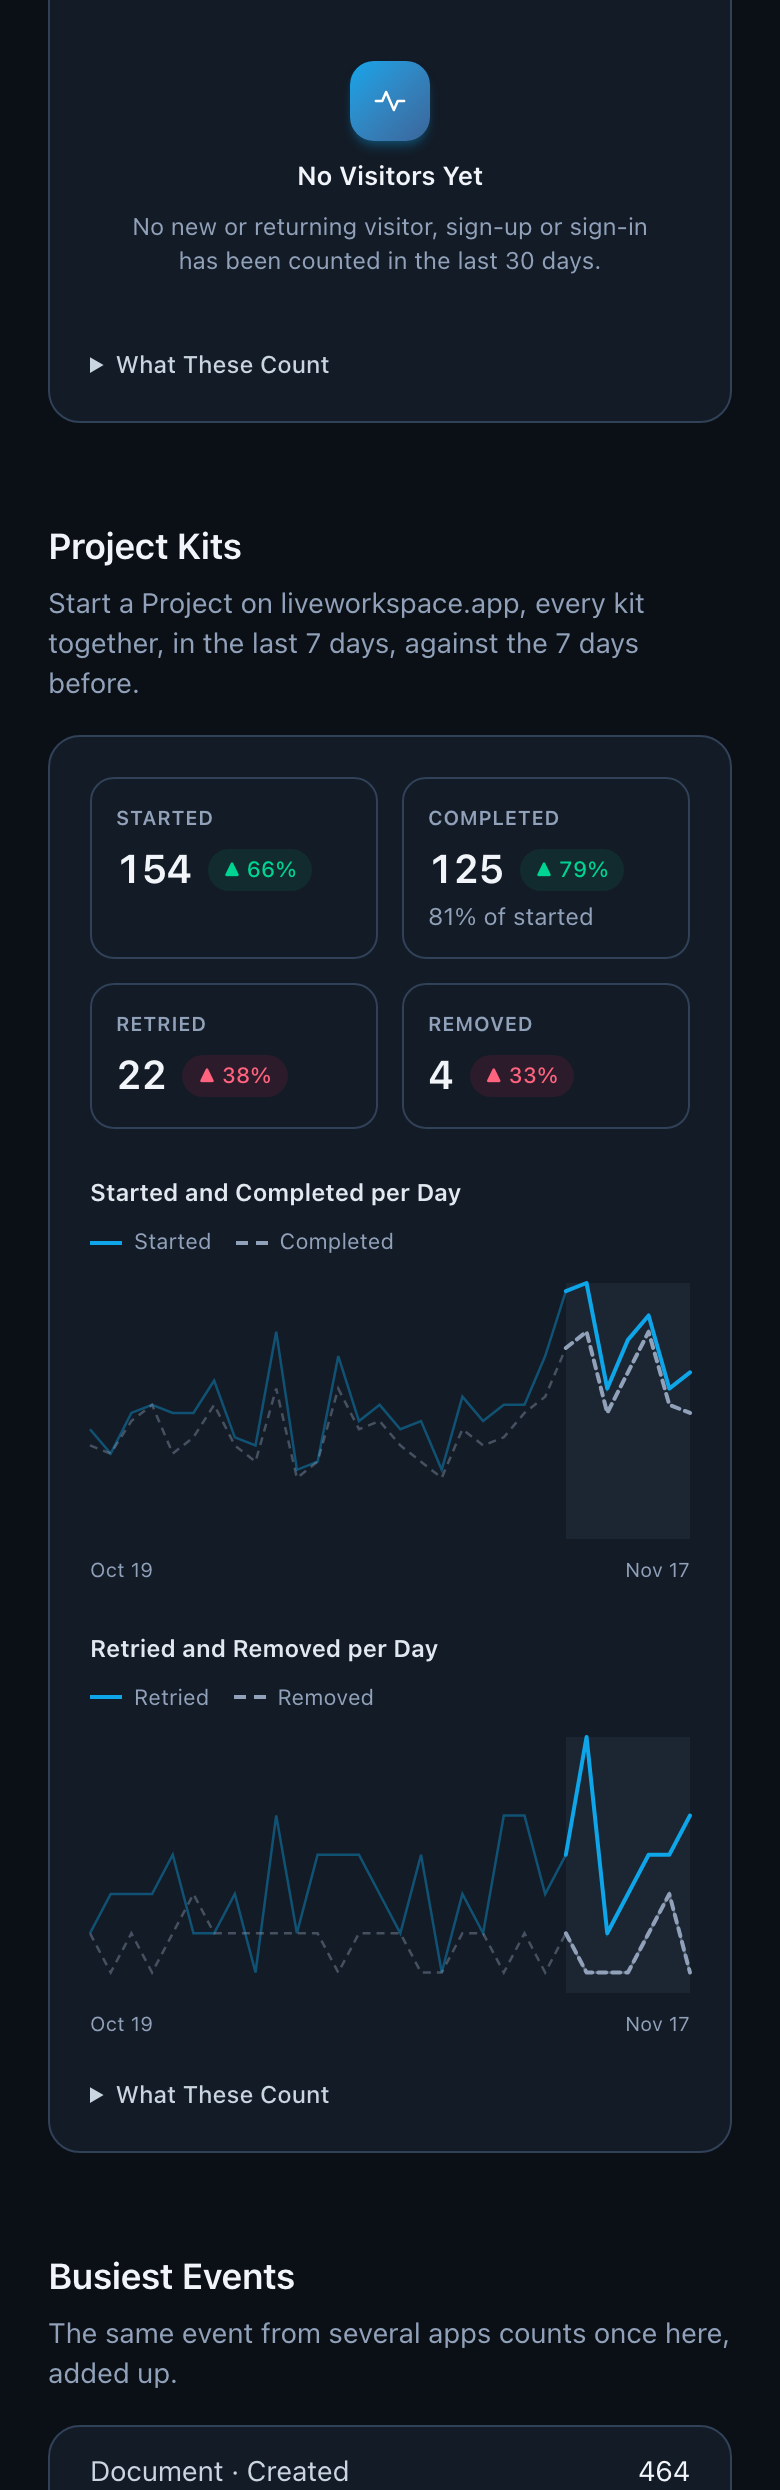 No Visitors Yet
No new or returning visitor, sign-up or sign-in
has been counted in the last 30 days.
What These Count
Project Kits
Start a Project on liveworkspace.app, every kit
together, in the last 7 days, against the 7 days
before.
STARTED
154 ▲ 66%
COMPLETED
125 ▲ 79%
81% of started
RETRIED
22 ▲ 38%
REMOVED
4 ▲ 33%
Started and Completed per Day
Started Completed
Oct 19 Nov 17
Retried and Removed per Day
Retried Removed
Oct 19 Nov 17
What These Count
Busiest Events
The same event from several apps counts once here,
added up.
Document · Created 464